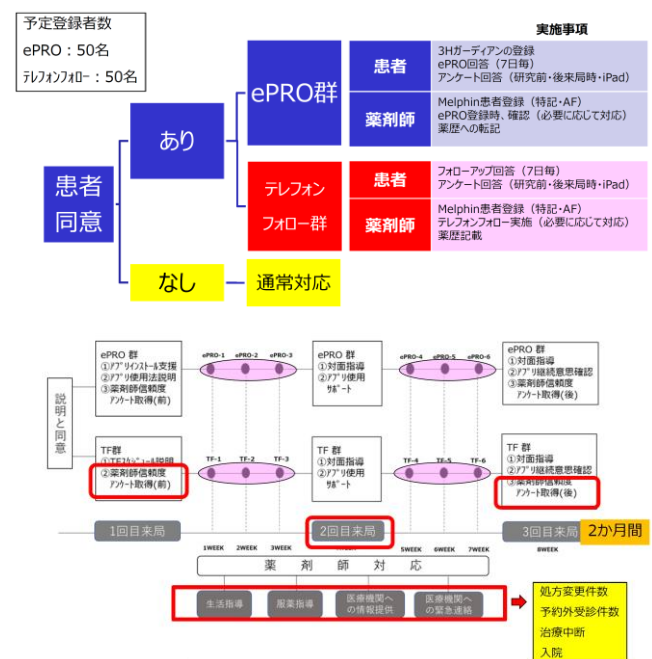 予定登録者数
ePRO：50名
ﾃﾚﾌｫﾝﾌｫﾛｰ：50名
実施事項
患者
同意
あり
なし
通常対応
ePRO群
患者
3Hガーディアンの登録
ePRO回答（7日毎）
アンケート回答（研究前・後来局時・iPad）
薬剤師
Melphin患者登録（特記・AF）
ePRO登録時、確認（必要に応じて対応）
薬歴への転記
テレフォン
フォロー群
患者
フォローアップ回答（7日毎）
アンケート回答（研究前・後来局時・iPad）
薬剤師
Melphin患者登録（特記・AF）
テレフォンフォロー実施（必要に応じて対応）
薬歴記載
説明と同意
ePRO 群
①ｱﾌﾟﾘｲﾝｽﾄｰﾙ支援
②ｱﾌﾟﾘ使用法説明
③薬剤師信頼度
ｱﾝｹｰﾄ取得(前)
ePRO-1 ePRO-2 ePRO-3
ePRO 群
①対面指導
②ｱﾌﾟﾘ使用
ｻﾎﾟｰﾄ
ePRO-4 ePRO-5 ePRO-6
ePRO 群
①対面指導
②ｱﾌﾟﾘ継続意思確認
③薬剤師信頼度
ｱﾝｹｰﾄ取得(後)
TF群
①TFｽｹｼﾞｭｰﾙ説明
②薬剤師信頼度
ｱﾝｹｰﾄ取得(前)
TF-1 TF-2 TF-3
TF 群
①対面指導
②ｱﾌﾟﾘ使用
ｻﾎﾟｰﾄ
TF-4 TF-5 TF-6
TF 群
①対面指導
②ｱﾌﾟﾘ継続意思確認
③薬剤師信頼度
ｱﾝｹｰﾄ取得(後)
1回目来局
2回目来局
3回目来局
2か月間
1WEEK 2WEEK 3WEEK 5WEEK 6WEEK 7WEEK 8WEEK
薬剤師対応
生活指導
服薬指導
医療機関へ
の情報提供
医療機関へ
の緊急連絡
処方変更件数
予約外受診件数
治療中断
入院